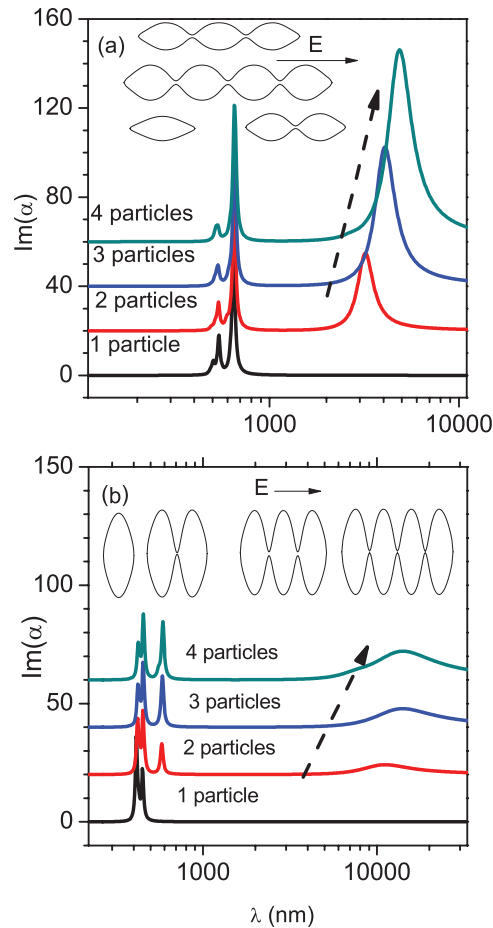 (a)
E
160
120
80
40
0
Im(α)
4 particles
3 particles
2 particles
1 particle
1000
10000
(b)
E
150
100
50
0
Im(α)
4 particles
3 particles
2 particles
1 particle
1000
10000
λ (nm)